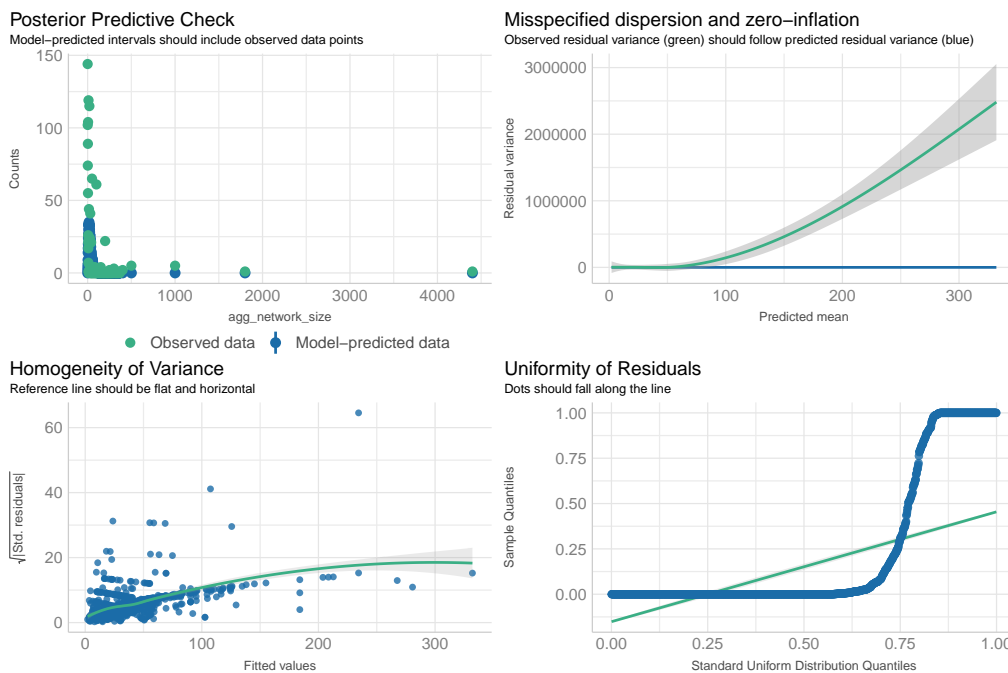 Posterior Predictive Check
Model−predicted intervals should include observed data points
150
100
50
0
Counts
0 1000 2000 3000 4000
agg_network_size
Observed data Model−predicted data
Misspecified dispersion and zero−inflation
Observed residual variance (green) should follow predicted residual variance (blue)
3000000
2000000
1000000
0
Residual variance
0 100 200 300
Predicted mean
Homogeneity of Variance
Reference line should be flat and horizontal
60
40
20
0
√|Std. residuals|
0 100 200 300
Fitted values
Uniformity of Residuals
Dots should fall along the line
1.00
0.75
0.50
0.25
0.00
Sample Quantiles
0.00 0.25 0.50 0.75 1.00
Standard Uniform Distribution Quantiles